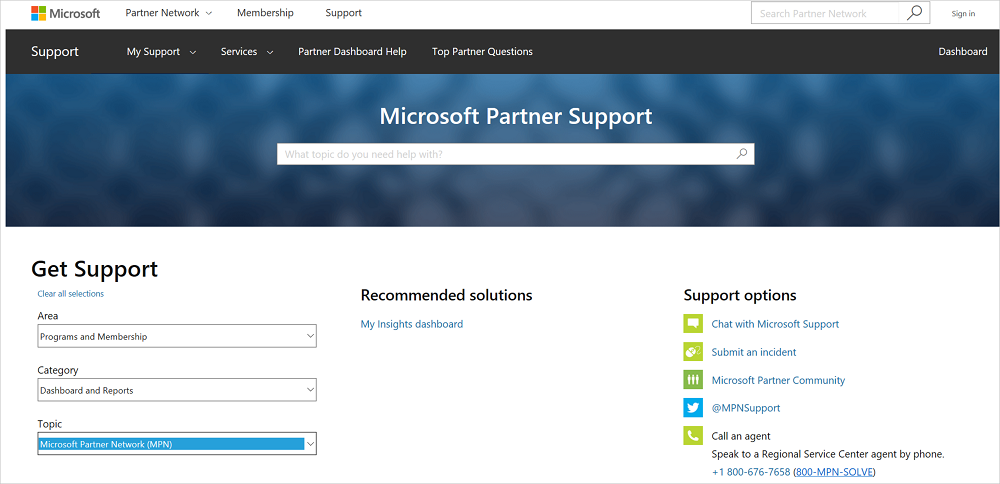 Microsoft Partner Network Membership Support Search Partner Network Sign in
Support My Support Services Partner Dashboard Help Top Partner Questions Dashboard
Microsoft Partner Support
What topic do you need help with?
Get Support
Clear all selections
Area
Programs and Membership
Category
Dashboard and Reports
Topic
Microsoft Partner Network (MPN)
Recommended solutions
My Insights dashboard
Support options
Chat with Microsoft Support
Submit an incident
Microsoft Partner Community
@MPNSupport
Call an agent
Speak to a Regional Service Center agent by phone.
+1 800-676-7658 (800-MPN-SOLVE)